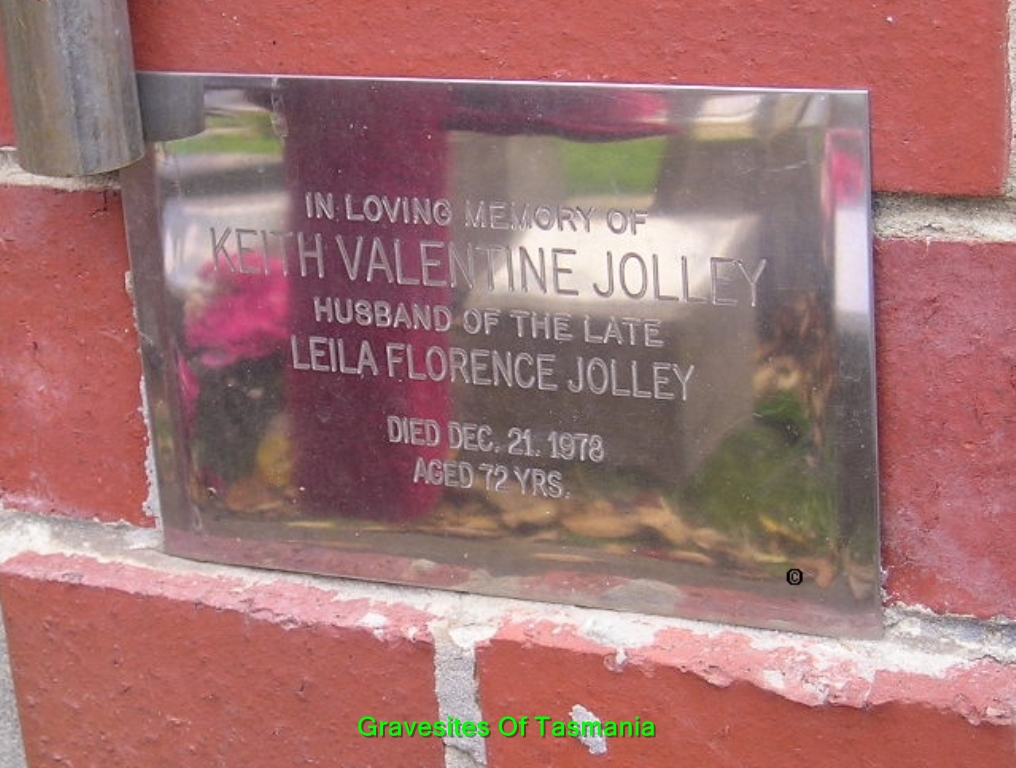 IN LOVING MEMORY OF
KEITH VALENTINE JOLLEY
HUSBAND OF THE LATE
LEILA FLORENCE JOLLEY
DIED DEC. 21. 1978
AGED 72 YRS.
©
Gravesites Of Tasmania